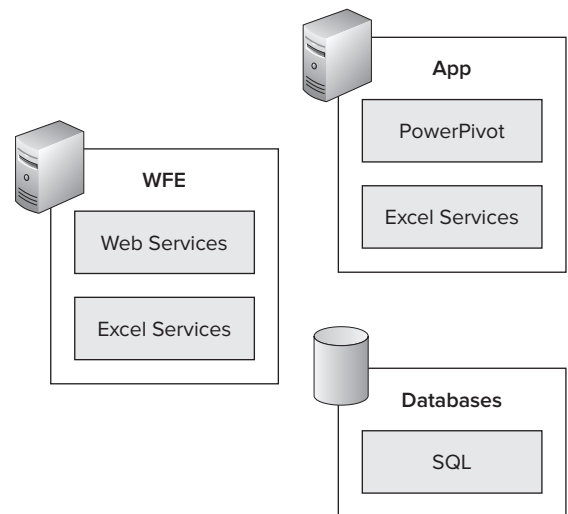 WFE
Web Services
Excel Services
App
PowerPivot
Excel Services
Databases
SQL